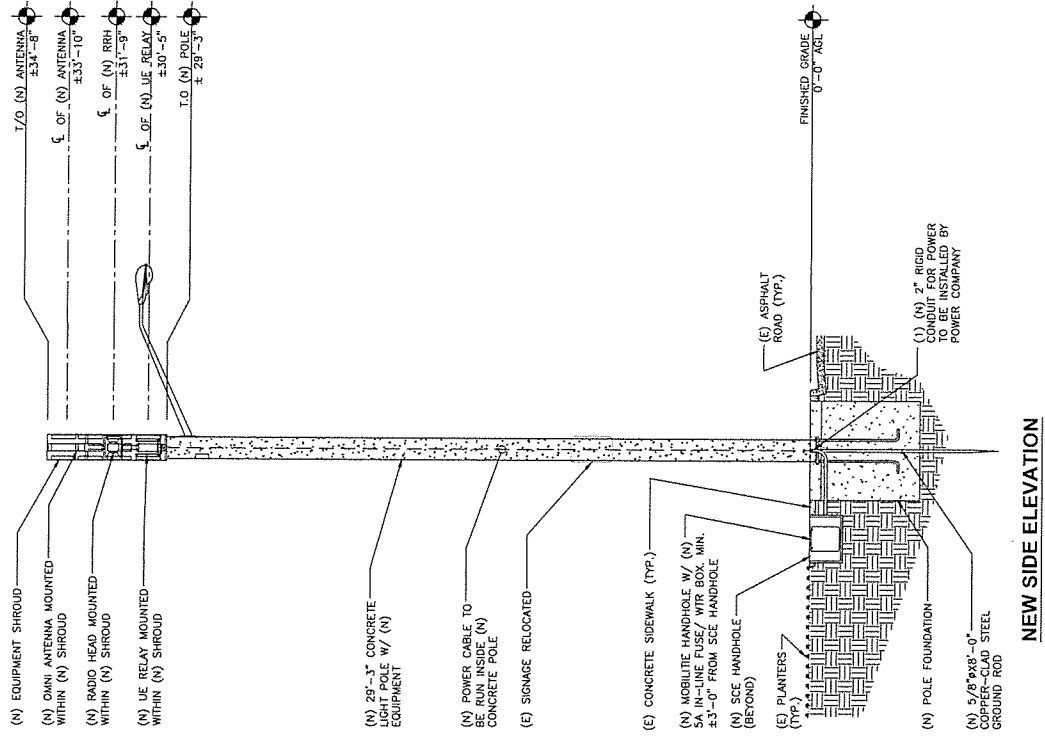 T/O (N) ANTENNA
±34'-8"
℄ OF (N) ANTENNA
±33'-10"
℄ OF (N) RRH
±31'-9"
℄ OF (N) UE RELAY
±30'-5"
T.O (N) POLE
± 29'-3"
(N) EQUIPMENT SHROUD
(N) OMNI ANTENNA MOUNTED
WITHIN (N) SHROUD
(N) RADIO HEAD MOUNTED
WITHIN (N) SHROUD
(N) UE RELAY MOUNTED
WITHIN (N) SHROUD
(N) 29'-3" CONCRETE
LIGHT POLE W/ (N)
EQUIPMENT
(N) POWER CABLE TO
BE RUN INSIDE (N)
CONCRETE POLE
(E) SIGNAGE RELOCATED
FINISHED GRADE
0'-0" AGL
(E) ASPHALT
ROAD (TYP.)
(E) CONCRETE SIDEWALK (TYP.)
(N) MOBILITIE HANDHOLE W/ (N)
5A IN-LINE FUSE/ WTR BOX. MIN.
±3'-0" FROM SCE HANDHOLE
(N) SCE HANDHOLE
(BEYOND)
(E) PLANTERS
(TYP.)
(1) (N) 2" RIGID
CONDUIT FOR POWER
TO BE INSTALLED BY
POWER COMPANY
(N) POLE FOUNDATION
(N) 5/8"øX8'-0"
COPPER-CLAD STEEL
GROUND ROD
NEW SIDE ELEVATION